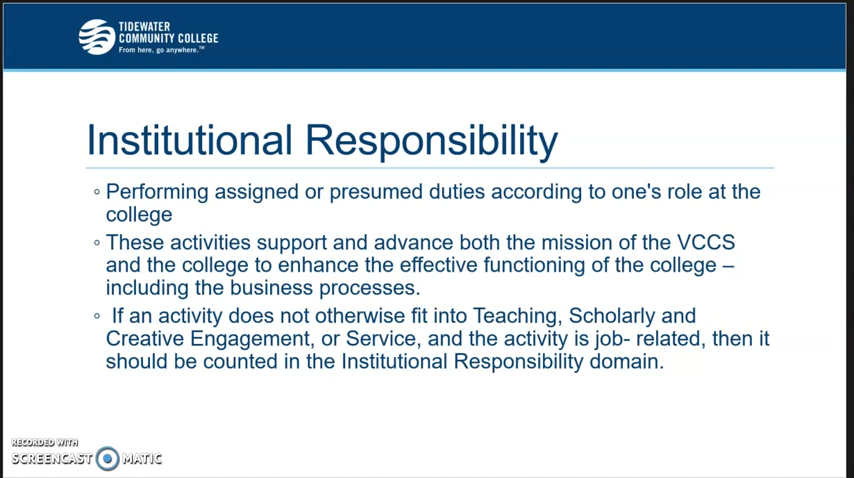 TIDEWATER
COMMUNITY COLLEGE
From here, go anywhere.™
Institutional Responsibility
◦ Performing assigned or presumed duties according to one's role at the
college
◦ These activities support and advance both the mission of the VCCS
and the college to enhance the effective functioning of the college –
including the business processes.
◦ If an activity does not otherwise fit into Teaching, Scholarly and
Creative Engagement, or Service, and the activity is job- related, then it
should be counted in the Institutional Responsibility domain.
RECORDED WITH
SCREENCAST MATIC